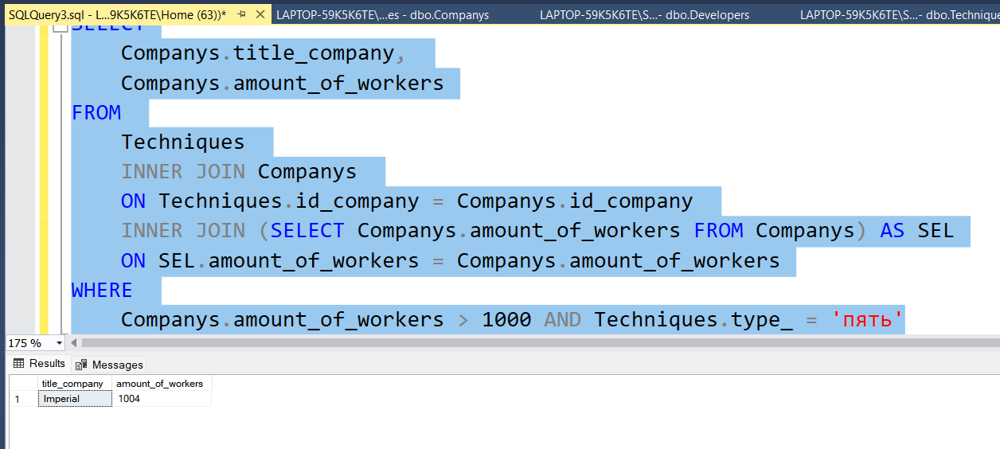 SQLQuery3.sql - L...9K5K6TE\Home (63))* LAPTOP-59K5K6TE\...es - dbo.Companys LAPTOP-59K5K6TE\S...- dbo.Developers LAPTOP-59K5K6TE\S...- dbo.Technique
SELECT
Companys.title_company,
Companys.amount_of_workers
FROM
Techniques
INNER JOIN Companys
ON Techniques.id_company = Companys.id_company
INNER JOIN (SELECT Companys.amount_of_workers FROM Companys) AS SEL
ON SEL.amount_of_workers = Companys.amount_of_workers
WHERE
Companys.amount_of_workers > 1000 AND Techniques.type_ = 'пять'
175 %
Results Messages
title_company amount_of_workers
1 Imperial 1004